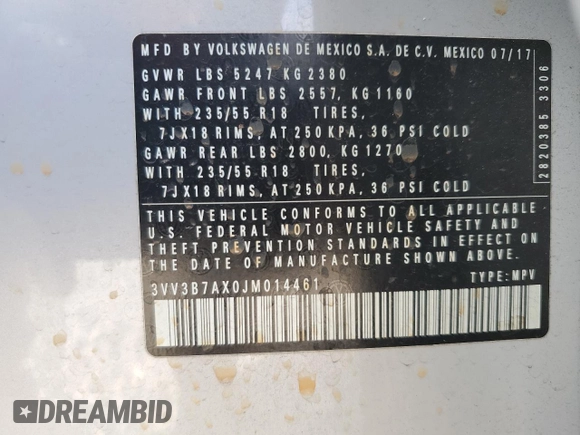 MFD BY VOLKSWAGEN DE MEXICO S.A. DE C.V. MEXICO 07/17
GVWR LBS 5247 KG 2380
GAWR FRONT LBS 2557, KG 1160
WITH 235/55 R18 TIRES,
7JX18 RIMS, AT 250 KPA, 36 PSI COLD
GAWR REAR LBS 2800, KG 1270
WITH 235/55 R18 TIRES,
7JX18 RIMS, AT 250 KPA, 36 PSI COLD
THIS VEHICLE CONFORMS TO ALL APPLICABLE
U.S. FEDERAL MOTOR VEHICLE SAFETY AND
THEFT PREVENTION STANDARDS IN EFFECT ON
THE DATE OF MANUFACTURE SHOWN ABOVE.
3VV3B7AX0JM014461 TYPE: MPV
2820385 3306
DREAMBID